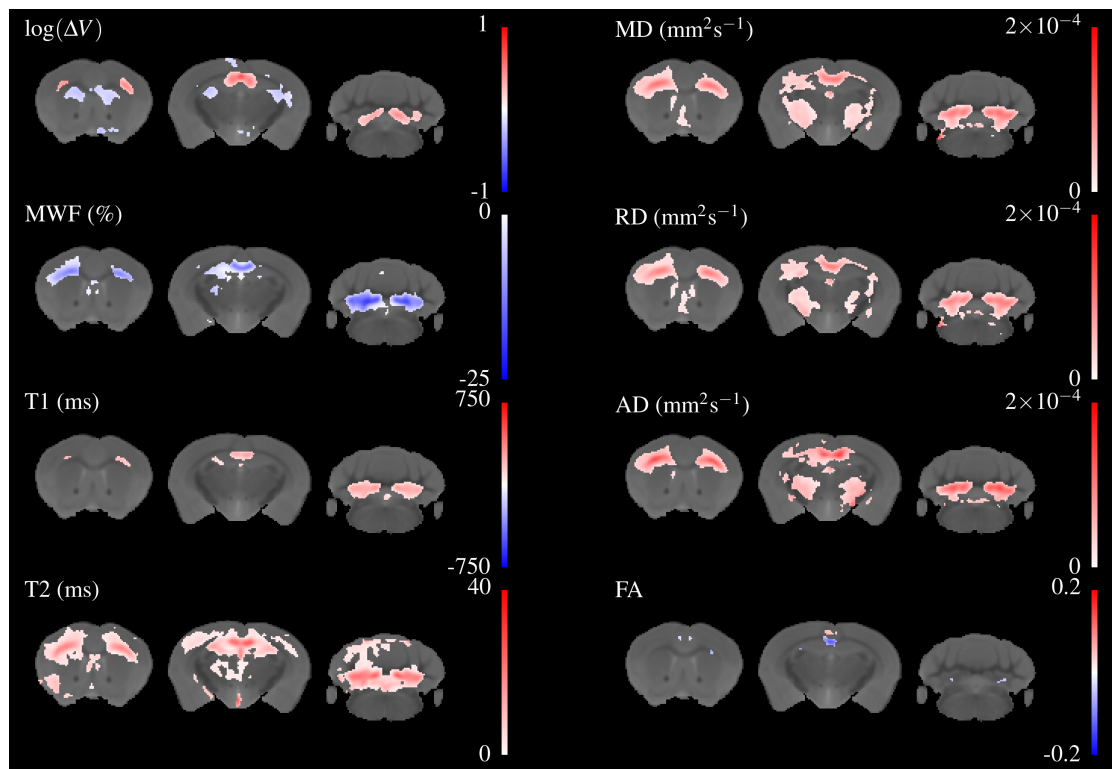 log(ΔV)
1
-1
MWF (%)
0
-25
T1 (ms)
750
-750
T2 (ms)
40
0
MD (mm²s⁻¹)
2×10⁻⁴
0
RD (mm²s⁻¹)
2×10⁻⁴
0
AD (mm²s⁻¹)
2×10⁻⁴
0
FA
0.2
-0.2